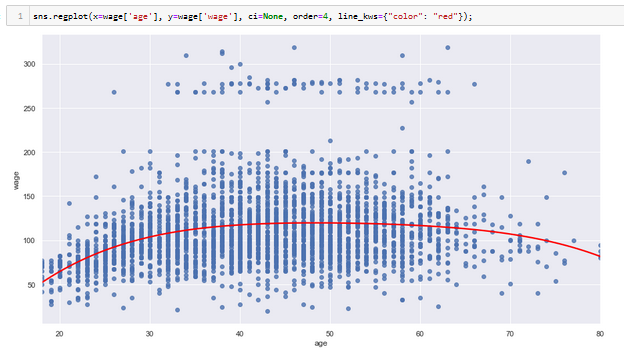 1 sns.regplot(x=wage['age'], y=wage['wage'], ci=None, order=4, line_kws={"color": "red"});
300
250
200
150
100
50
wage
20 30 40 50 60 70 80
age